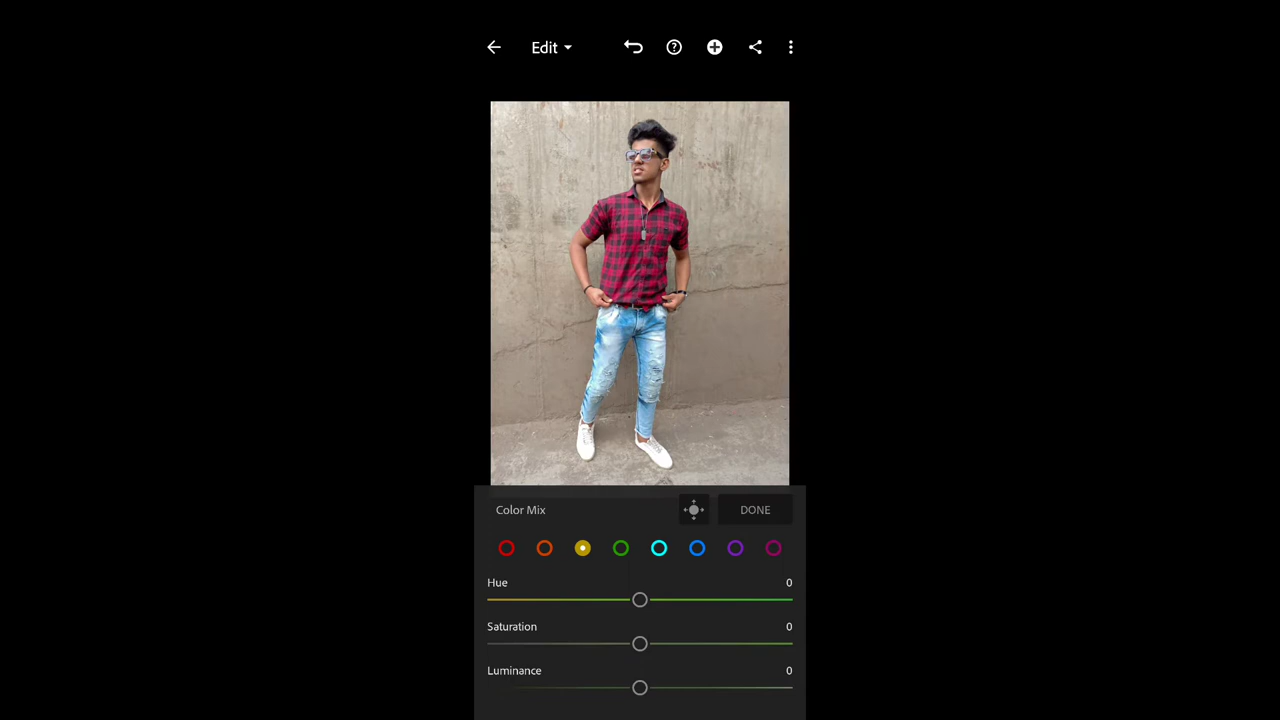 Edit
Color Mix
DONE
Hue 0
Saturation 0
Luminance 0